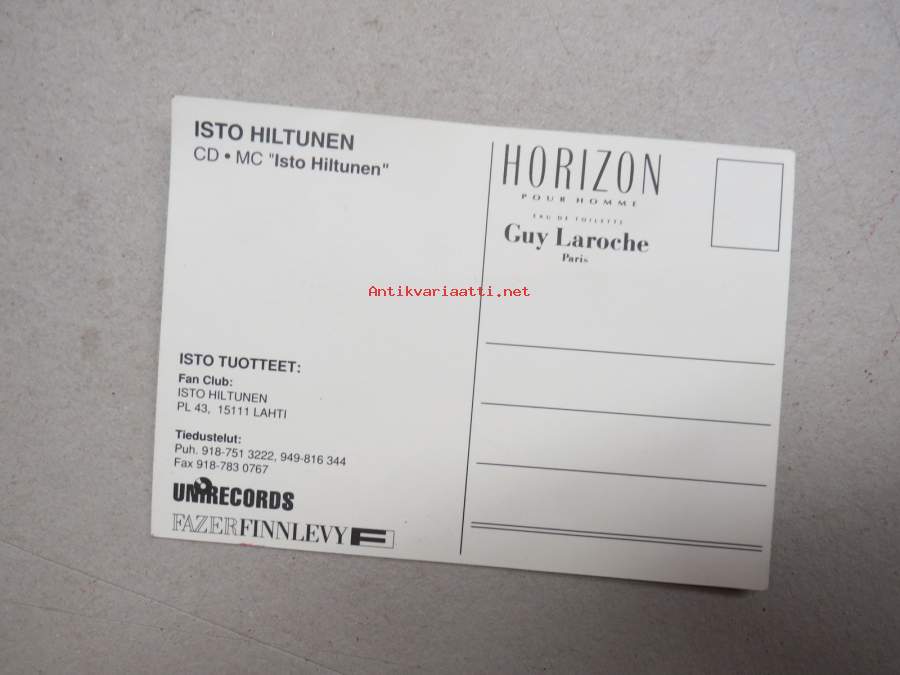 ISTO HILTUNEN
CD • MC "Isto Hiltunen"
ISTO TUOTTEET:
Fan Club:
ISTO HILTUNEN
PL 43, 15111 LAHTI
Tiedustelut:
Puh. 918-751 3222, 949-816 344
Fax 918-783 0767
UNIRECORDS
FAZERFINNLEVY F
HORIZON
POUR HOMME
EAU DE TOILETTE
Guy Laroche
Paris
Antikvariaatti.net